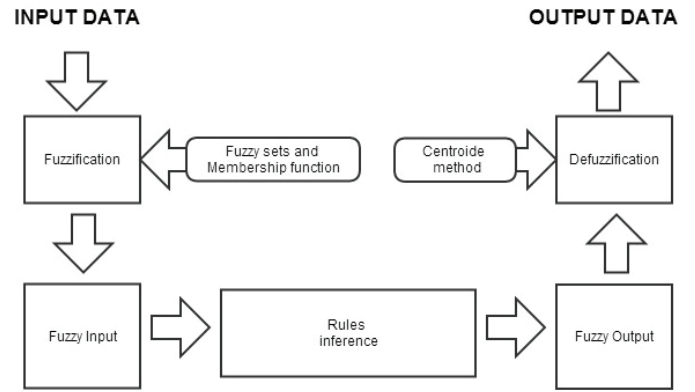 INPUT DATA
OUTPUT DATA
Fuzzification
Fuzzy sets and
Membership function
Centroide
method
Defuzzification
Fuzzy Input
Rules
inference
Fuzzy Output